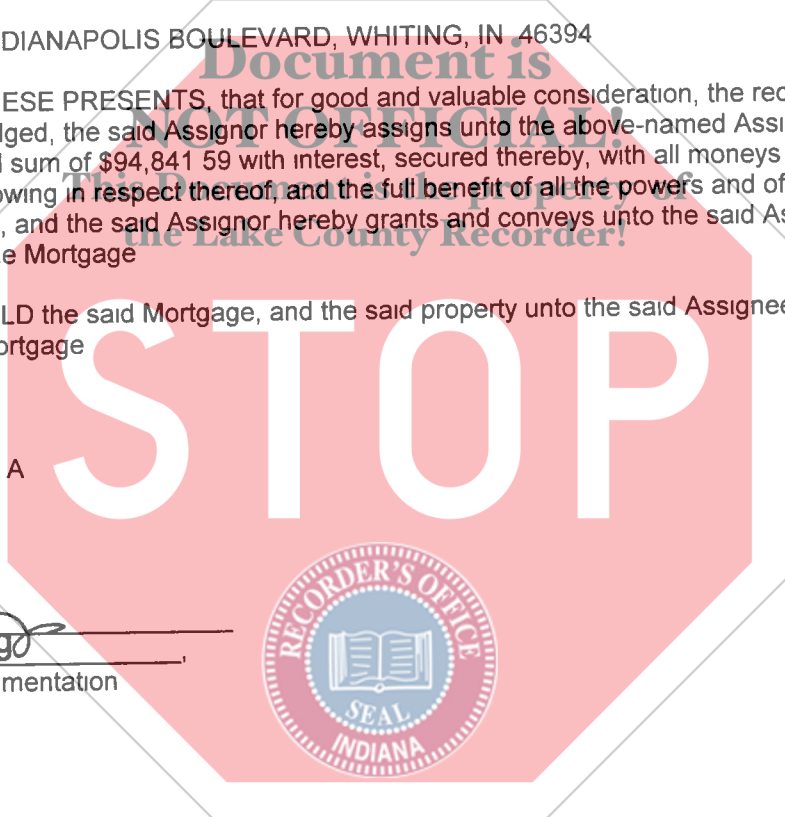 DIANAPOLIS BOULEVARD, WHITING, IN 46394
Document is
ESE PRESENTS, that for good and valuable consideration, the rec
NOT OFFICIAL!
lged, the said Assignor hereby assigns unto the above-named Assi
sum of $94,841 59 with interest, secured thereby, with all moneys
This Document is the property of
owing in respect thereof, and the full benefit of all the powers and of
, and the said Assignor hereby grants and conveys unto the said As
the Lake County Recorder!
e Mortgage
LD the said Mortgage, and the said property unto the said Assignee
ortgage
STOP
A
mentation
RECORDER'S OFFICE
SEAL
INDIANA